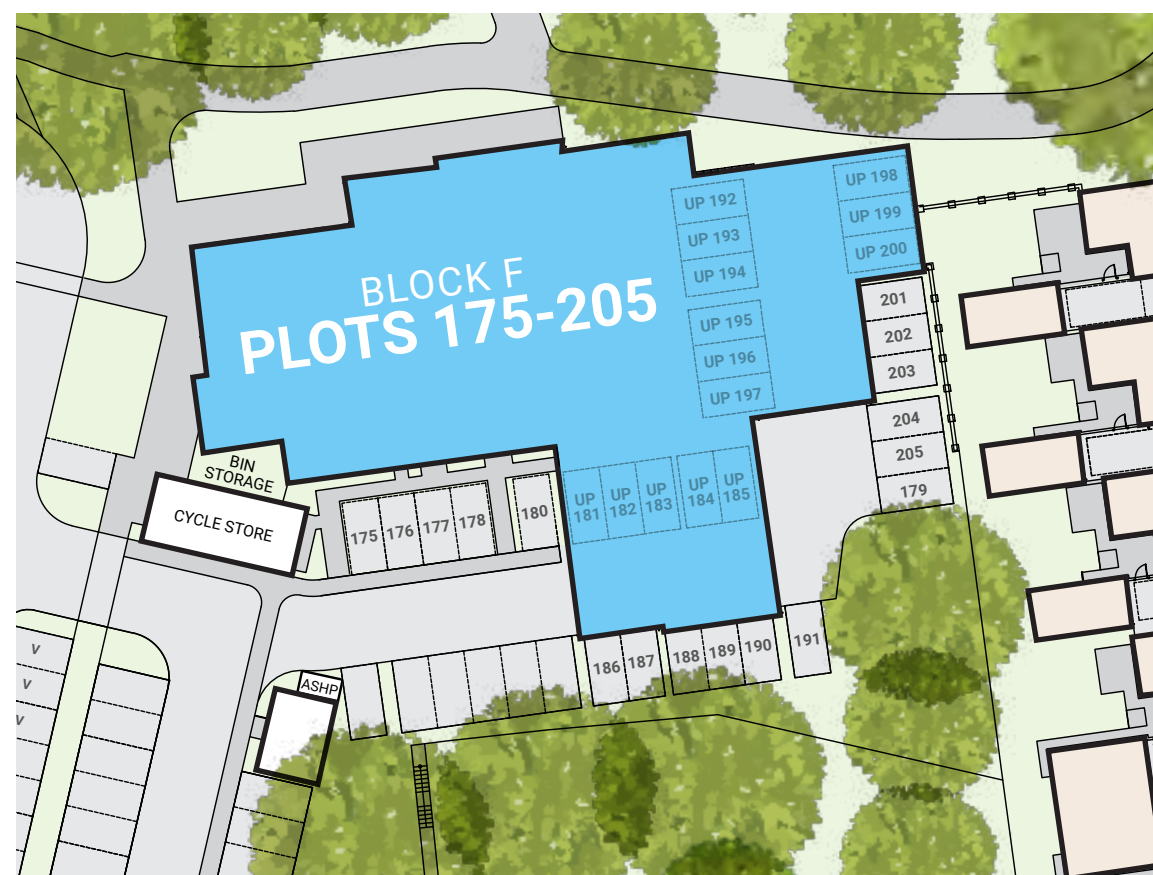 UP 198
UP 199
UP 200
UP 192
UP 193
UP 194
BLOCK F
PLOTS 175-205
201
202
203
UP 195
UP 196
UP 197
204
205
179
BIN
STORAGE
CYCLE STORE
175
176
177
178
180
UP
181
UP
182
UP
183
UP
184
UP
185
186
187
188
189
190
191
V
V
V
ASHP